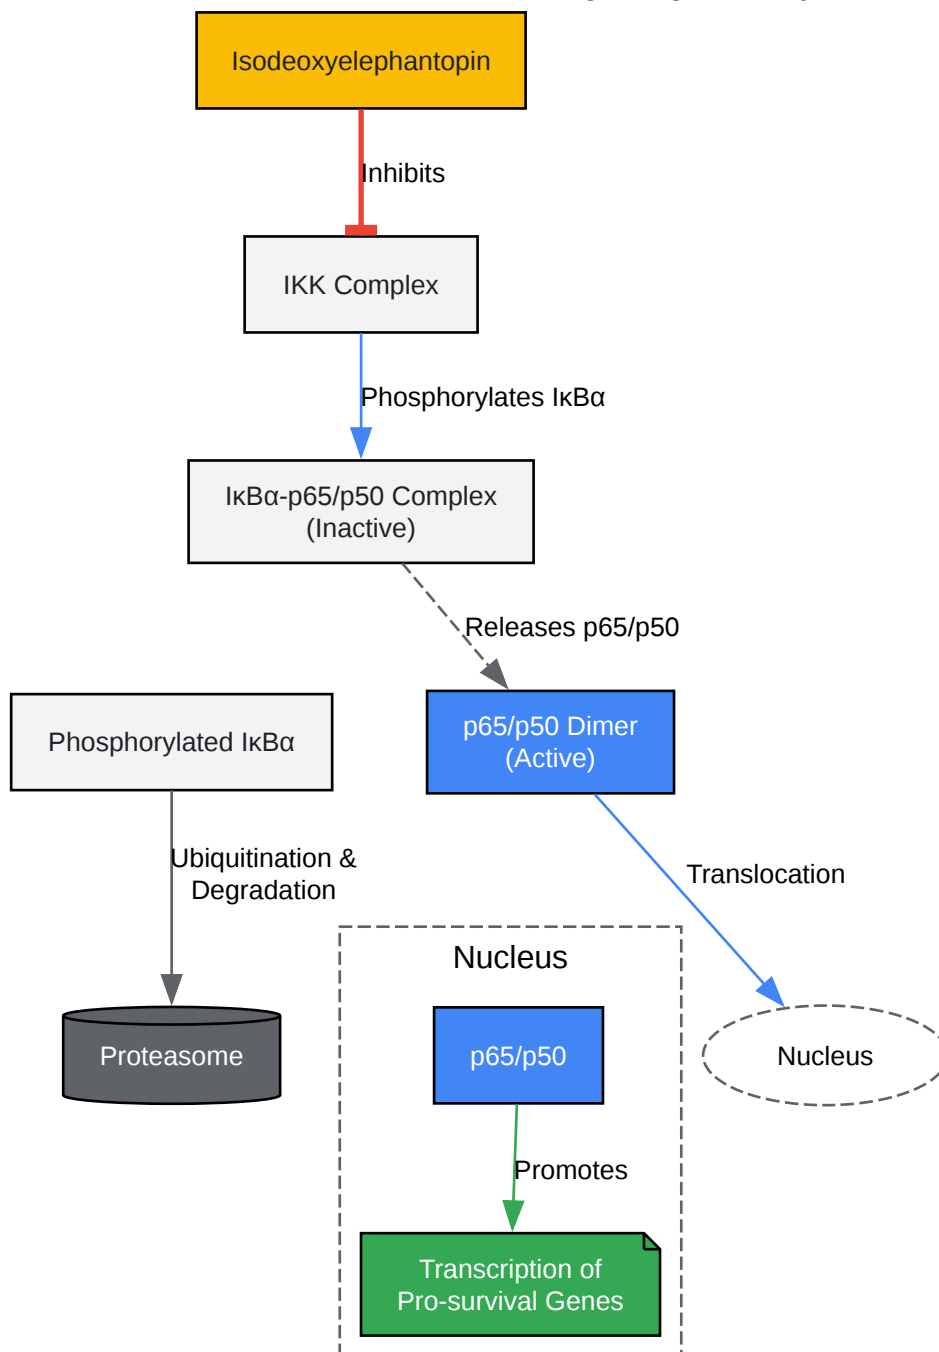 Isodeoxyelephantopin
Inhibits
IKK Complex
Phosphorylates IκBα
IκBα-p65/p50 Complex
(Inactive)
Releases p65/p50
Phosphorylated IκBα
p65/p50 Dimer
(Active)
Ubiquitination &
Degradation
Translocation
Nucleus
p65/p50
Proteasome
Nucleus
Promotes
Transcription of
Pro-survival Genes